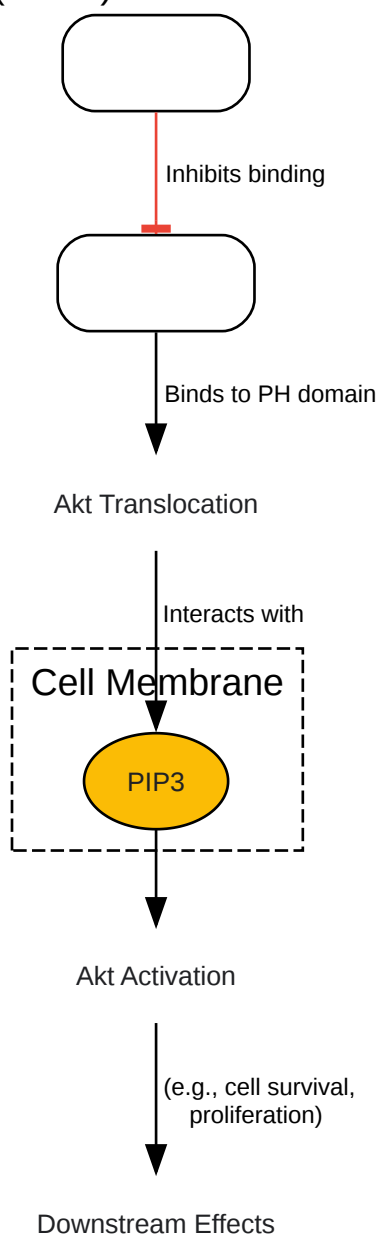 Inhibits binding
Binds to PH domain
Akt Translocation
Interacts with
Cell Membrane
PIP3
Akt Activation
(e.g., cell survival,
proliferation)
Downstream Effects